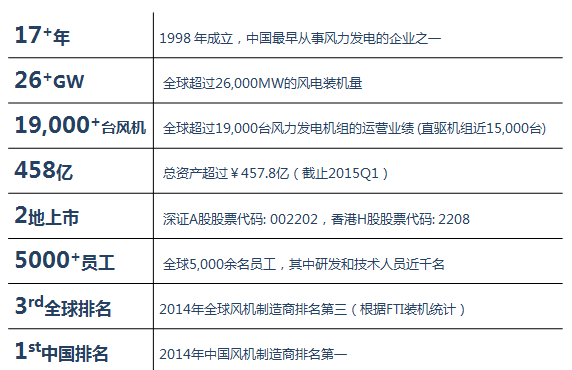 17+年 1998年成立，中国最早从事风力发电的企业之一
26+GW 全球超过26,000MW的风电装机量
19,000+台风机 全球超过19,000台风力发电机组的运营业绩 (直驱机组近15,000台)
458亿 总资产超过￥457.8亿（截止2015Q1）
2地上市 深证A股股票代码: 002202，香港H股股票代码: 2208
5000+员工 全球5,000余名员工，其中研发和技术人员近千名
3rd全球排名 2014年全球风机制造商排名第三（根据FTI装机统计）
1st中国排名 2014年中国风机制造商排名第一